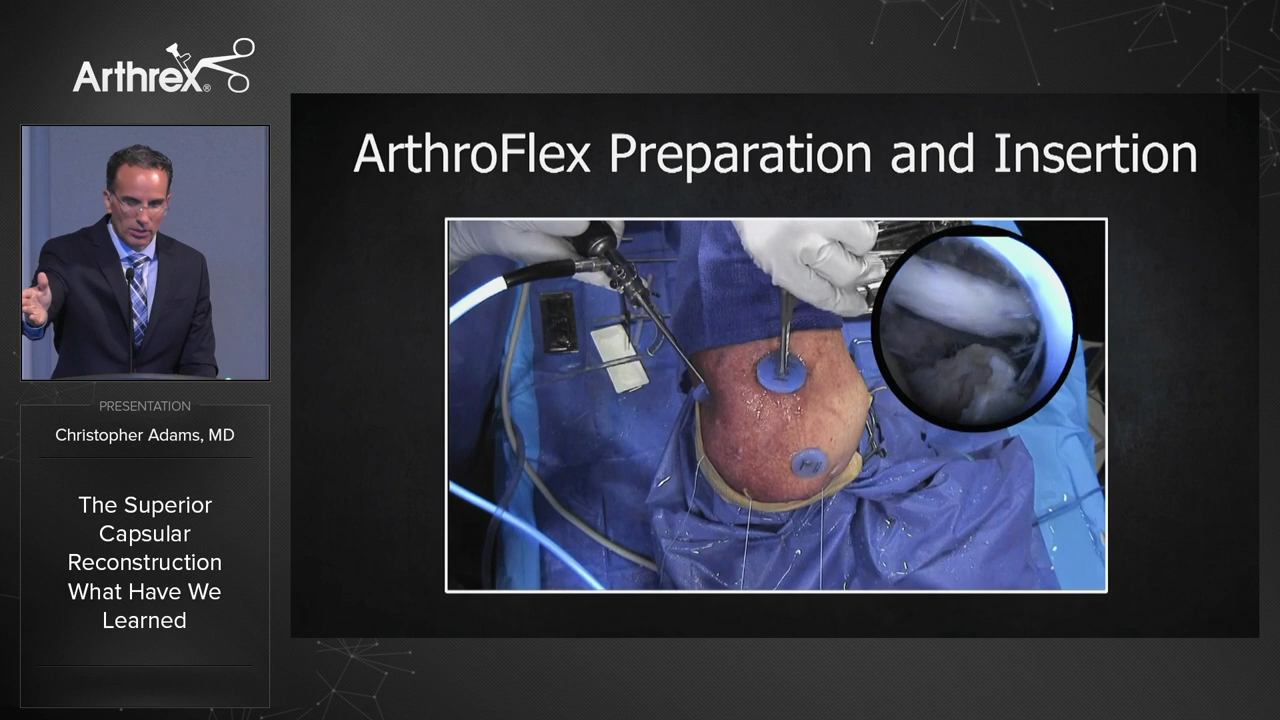 Arthrex®
PRESENTATION
Christopher Adams, MD
The Superior
Capsular
Reconstruction
What Have We
Learned
ArthroFlex Preparation and Insertion